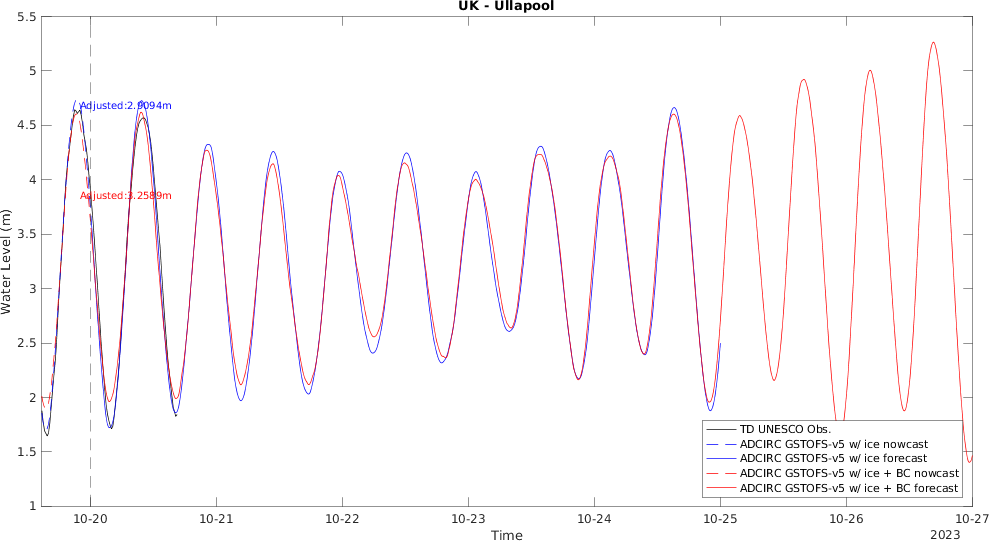 UK - Ullapool
5.5
5
4.5
4
3.5
3
2.5
2
1.5
1
Water Level (m)
Adjusted:2.9094m
Adjusted:3.2589m
TD UNESCO Obs.
ADCIRC GSTOFS-v5 w/ ice nowcast
ADCIRC GSTOFS-v5 w/ ice forecast
ADCIRC GSTOFS-v5 w/ ice + BC nowcast
ADCIRC GSTOFS-v5 w/ ice + BC forecast
10-20 10-21 10-22 10-23 10-24 10-25 10-26 10-27
Time
2023